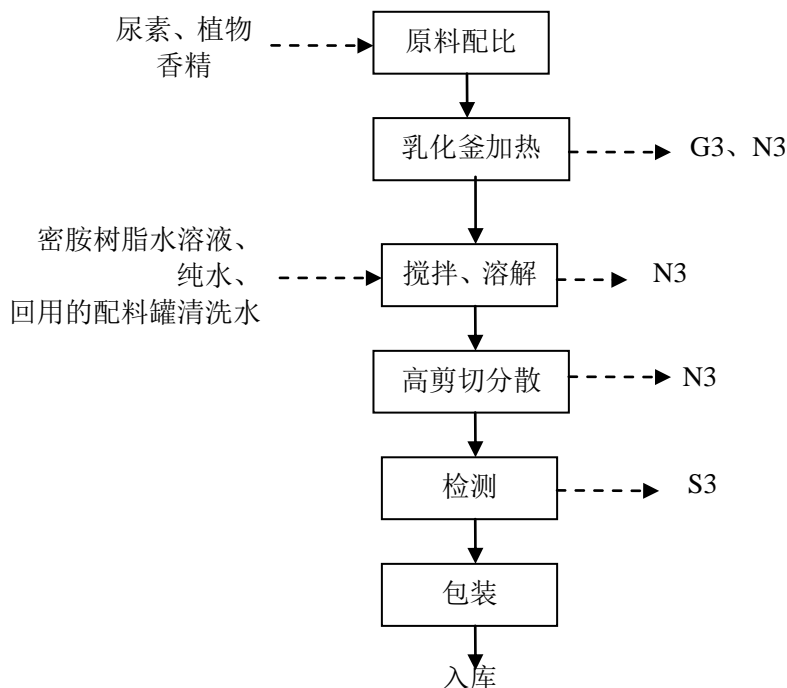 尿素、植物
香精
原料配比
乳化釜加热
G3、N3
密胺树脂水溶液、
纯水、
回用的配料罐清洗水
搅拌、溶解
N3
高剪切分散
N3
检测
S3
包装
入库